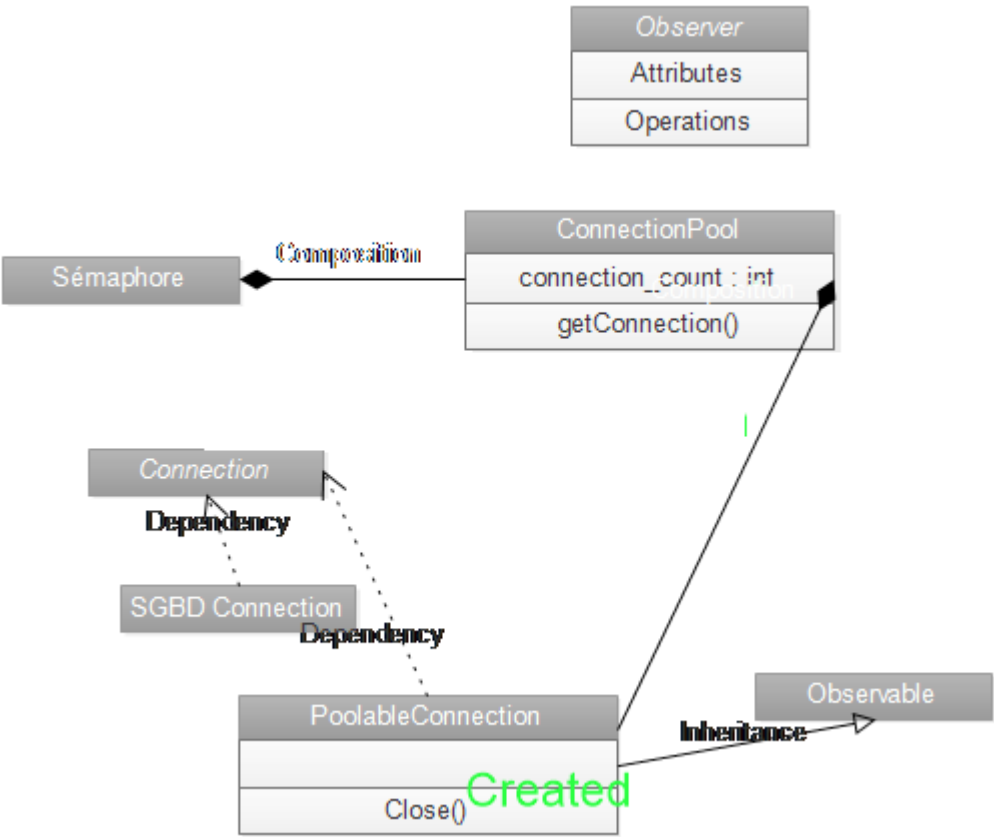 Observer
Attributes
Operations
ConnectionPool
Composition
Sémaphore
connection_count : int
Composition
getConnection()
Connection
Dependency
SGBD Connection
Dependency
Observable
PoolableConnection
Inheritance
Created
Close()